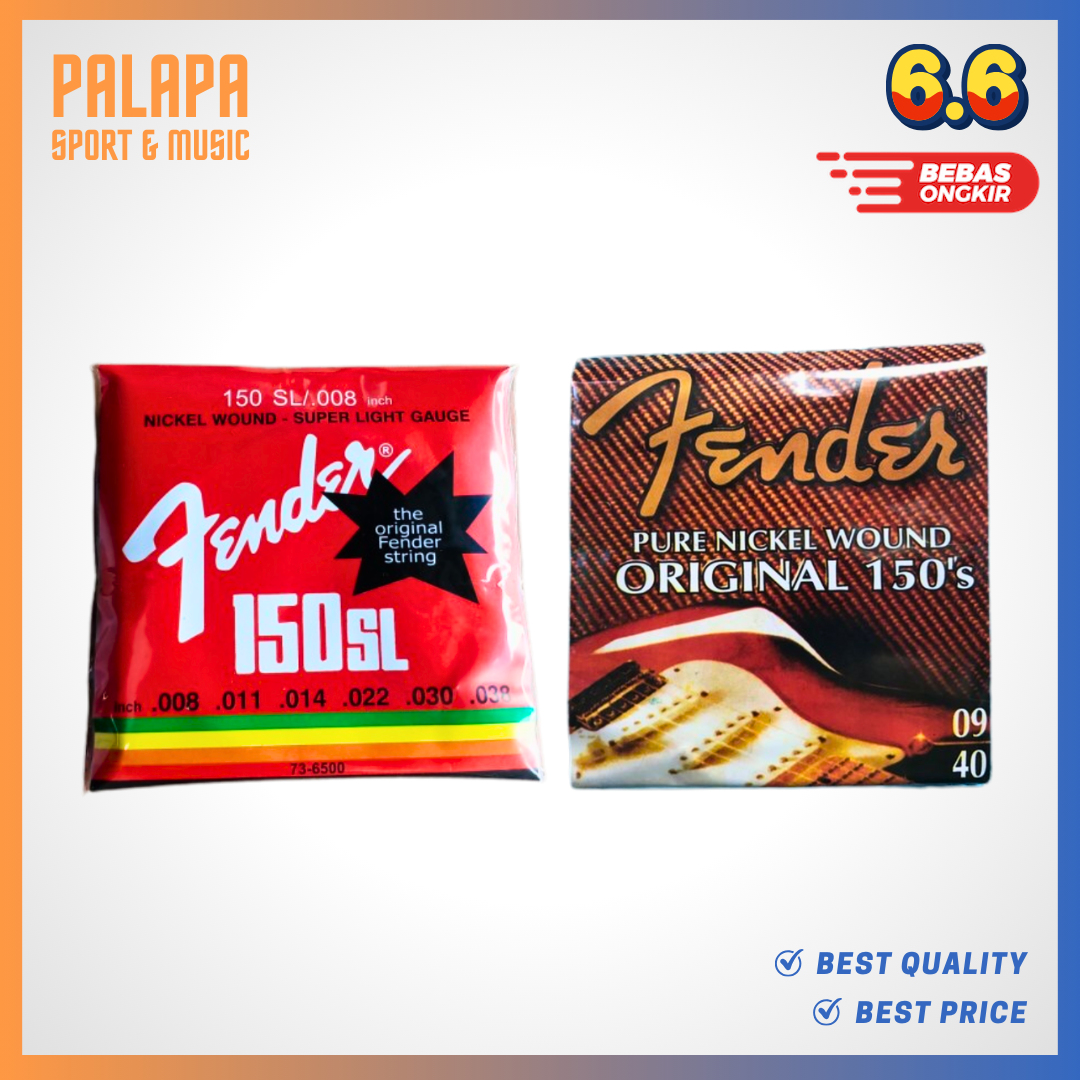 PALAPA
SPORT & MUSIC
6.6
BEBAS
ONGKIR
150 SL/.008 inch
NICKEL WOUND - SUPER LIGHT GAUGE
Fender®
the
original
Fender
string
150SL
inch .008 .011 .014 .022 .030 .038
73-6500
Fender®
PURE NICKEL WOUND
ORIGINAL 150's
09
40
BEST QUALITY
BEST PRICE